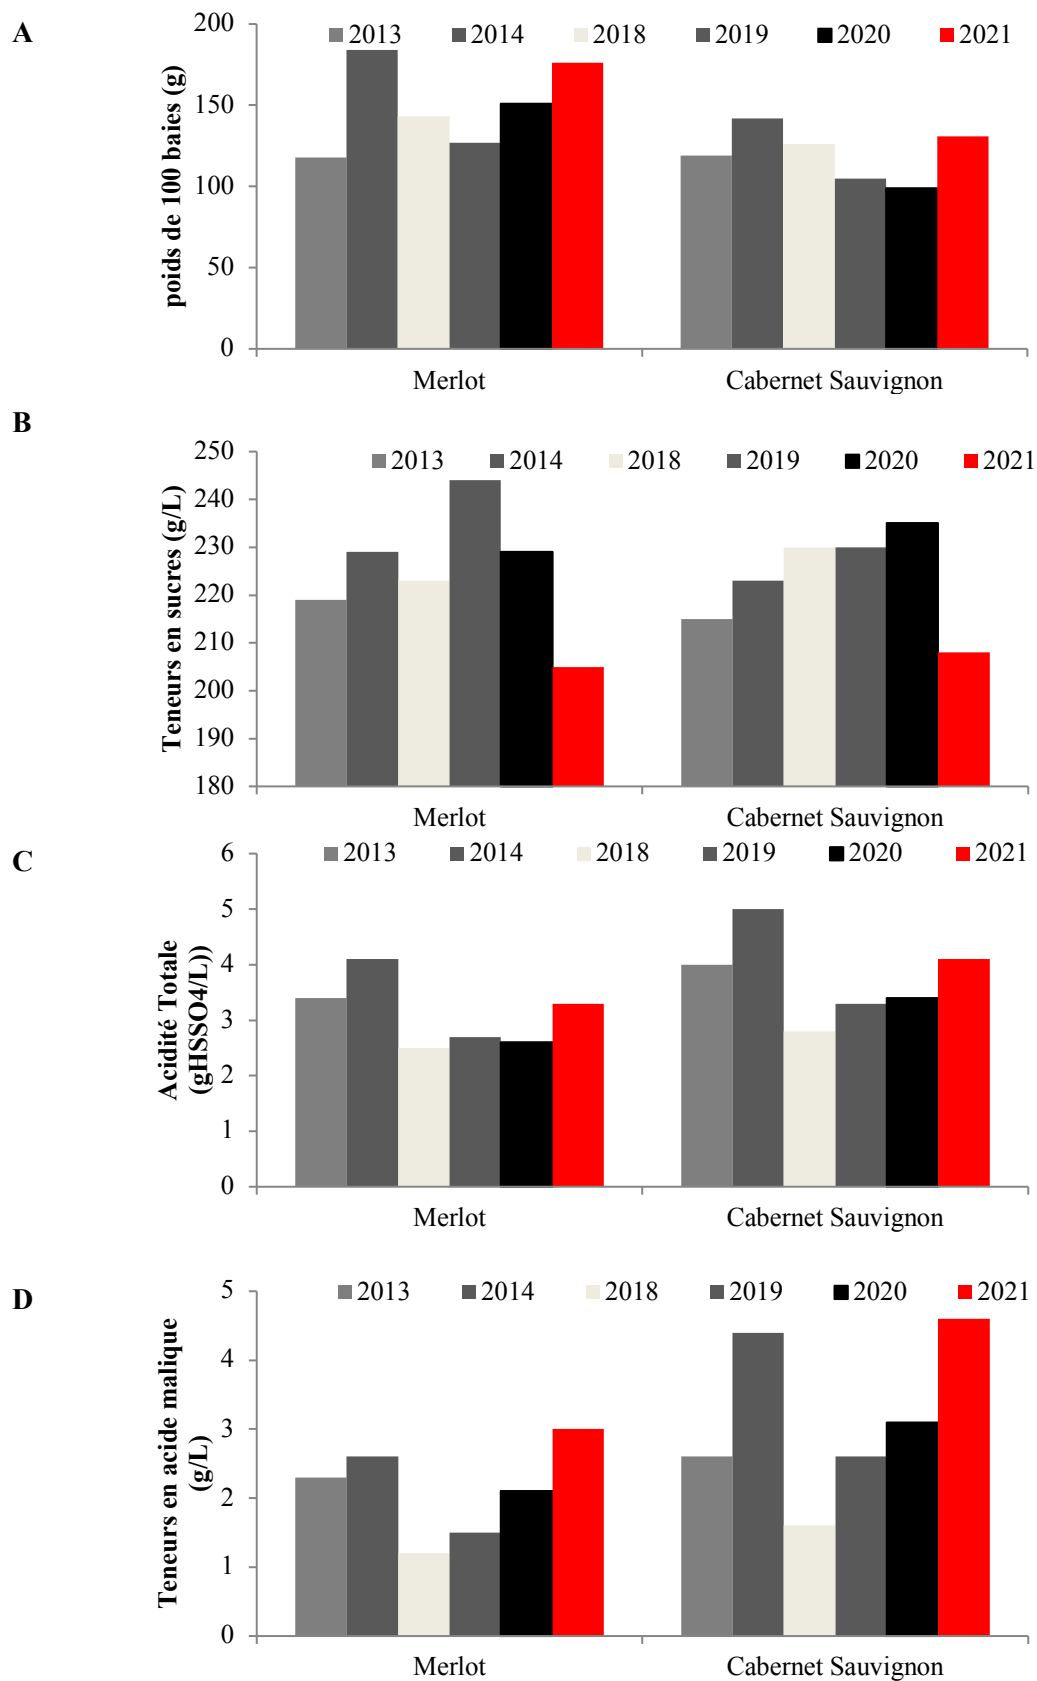 A
poids de 100 baies (g)
200
150
100
50
0
2013 2014 2018 2019 2020 2021
Merlot Cabernet Sauvignon
B
Teneurs en sucres (g/L)
250
240
230
220
210
200
190
180
2013 2014 2018 2019 2020 2021
Merlot Cabernet Sauvignon
C
Acidité Totale
(gHSSO4/L))
6
5
4
3
2
1
0
2013 2014 2018 2019 2020 2021
Merlot Cabernet Sauvignon
D
Teneurs en acide malique
(g/L)
5
4
3
2
1
0
2013 2014 2018 2019 2020 2021
Merlot Cabernet Sauvignon